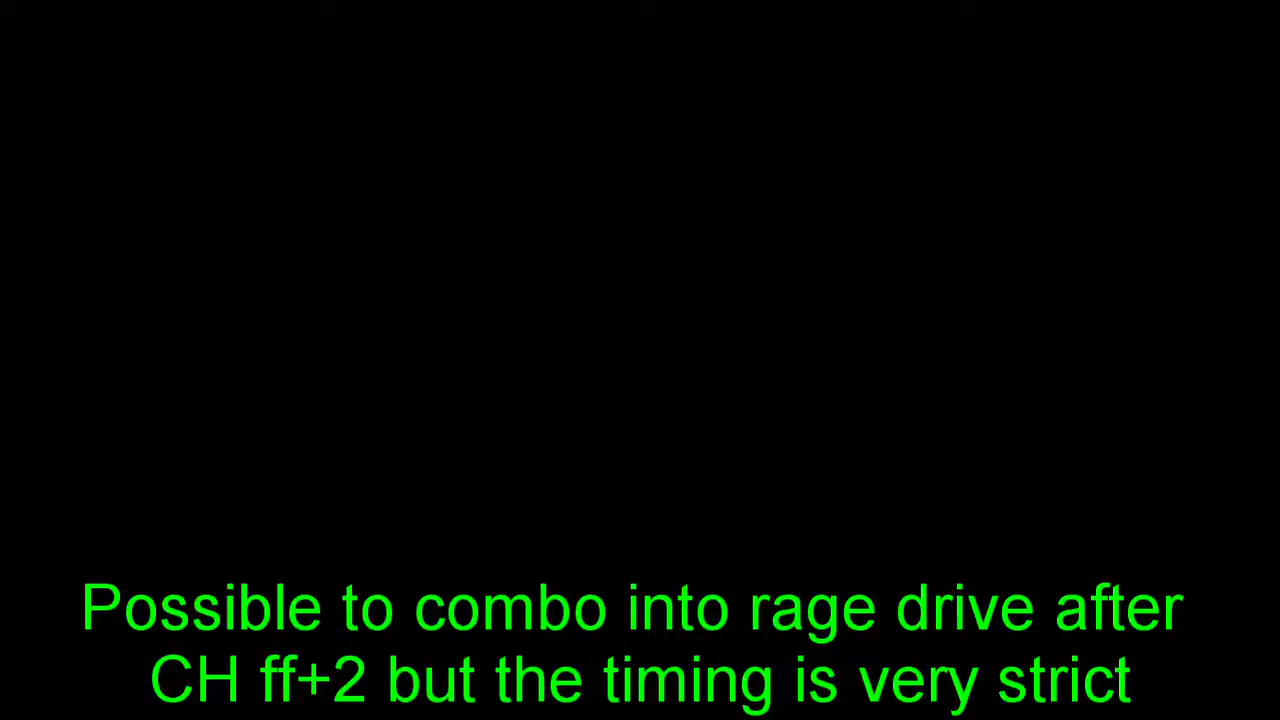 Possible to combo into rage drive after
CH ff+2 but the timing is very strict